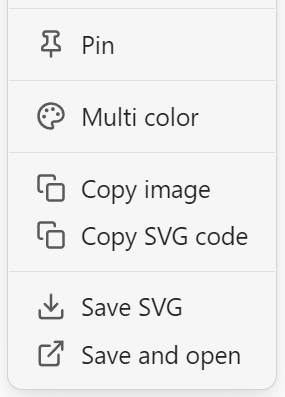 Pin
Multi color
Copy image
Copy SVG code
Save SVG
Save and open